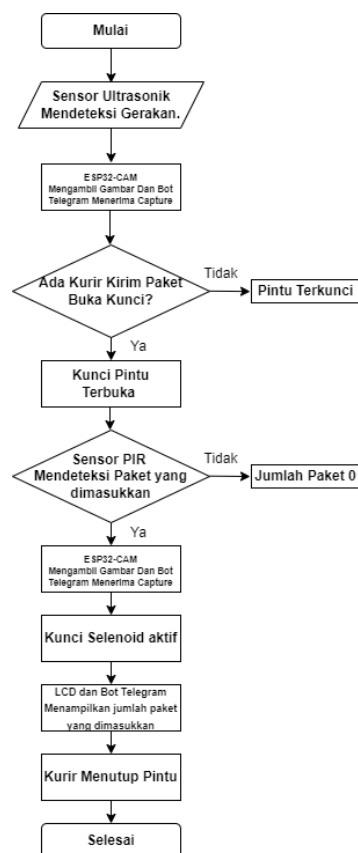 Mulai
Sensor Ultrasonik
Mendeteksi Gerakan.
ESP32-CAM
Mengambil Gambar Dan Bot
Telegram Menerima Capture
Ada Kurir Kirim Paket
Buka Kunci?
Tidak
Pintu Terkunci
Ya
Kunci Pintu
Terbuka
Sensor PIR
Mendeteksi Paket yang
dimasukkan
Tidak
Jumlah Paket 0
Ya
ESP32-CAM
Mengambil Gambar Dan Bot
Telegram Menerima Capture
Kunci Selenoid aktif
LCD dan Bot Telegram
Menampilkan jumlah paket
yang dimasukkan
Kurir Menutup Pintu
Selesai